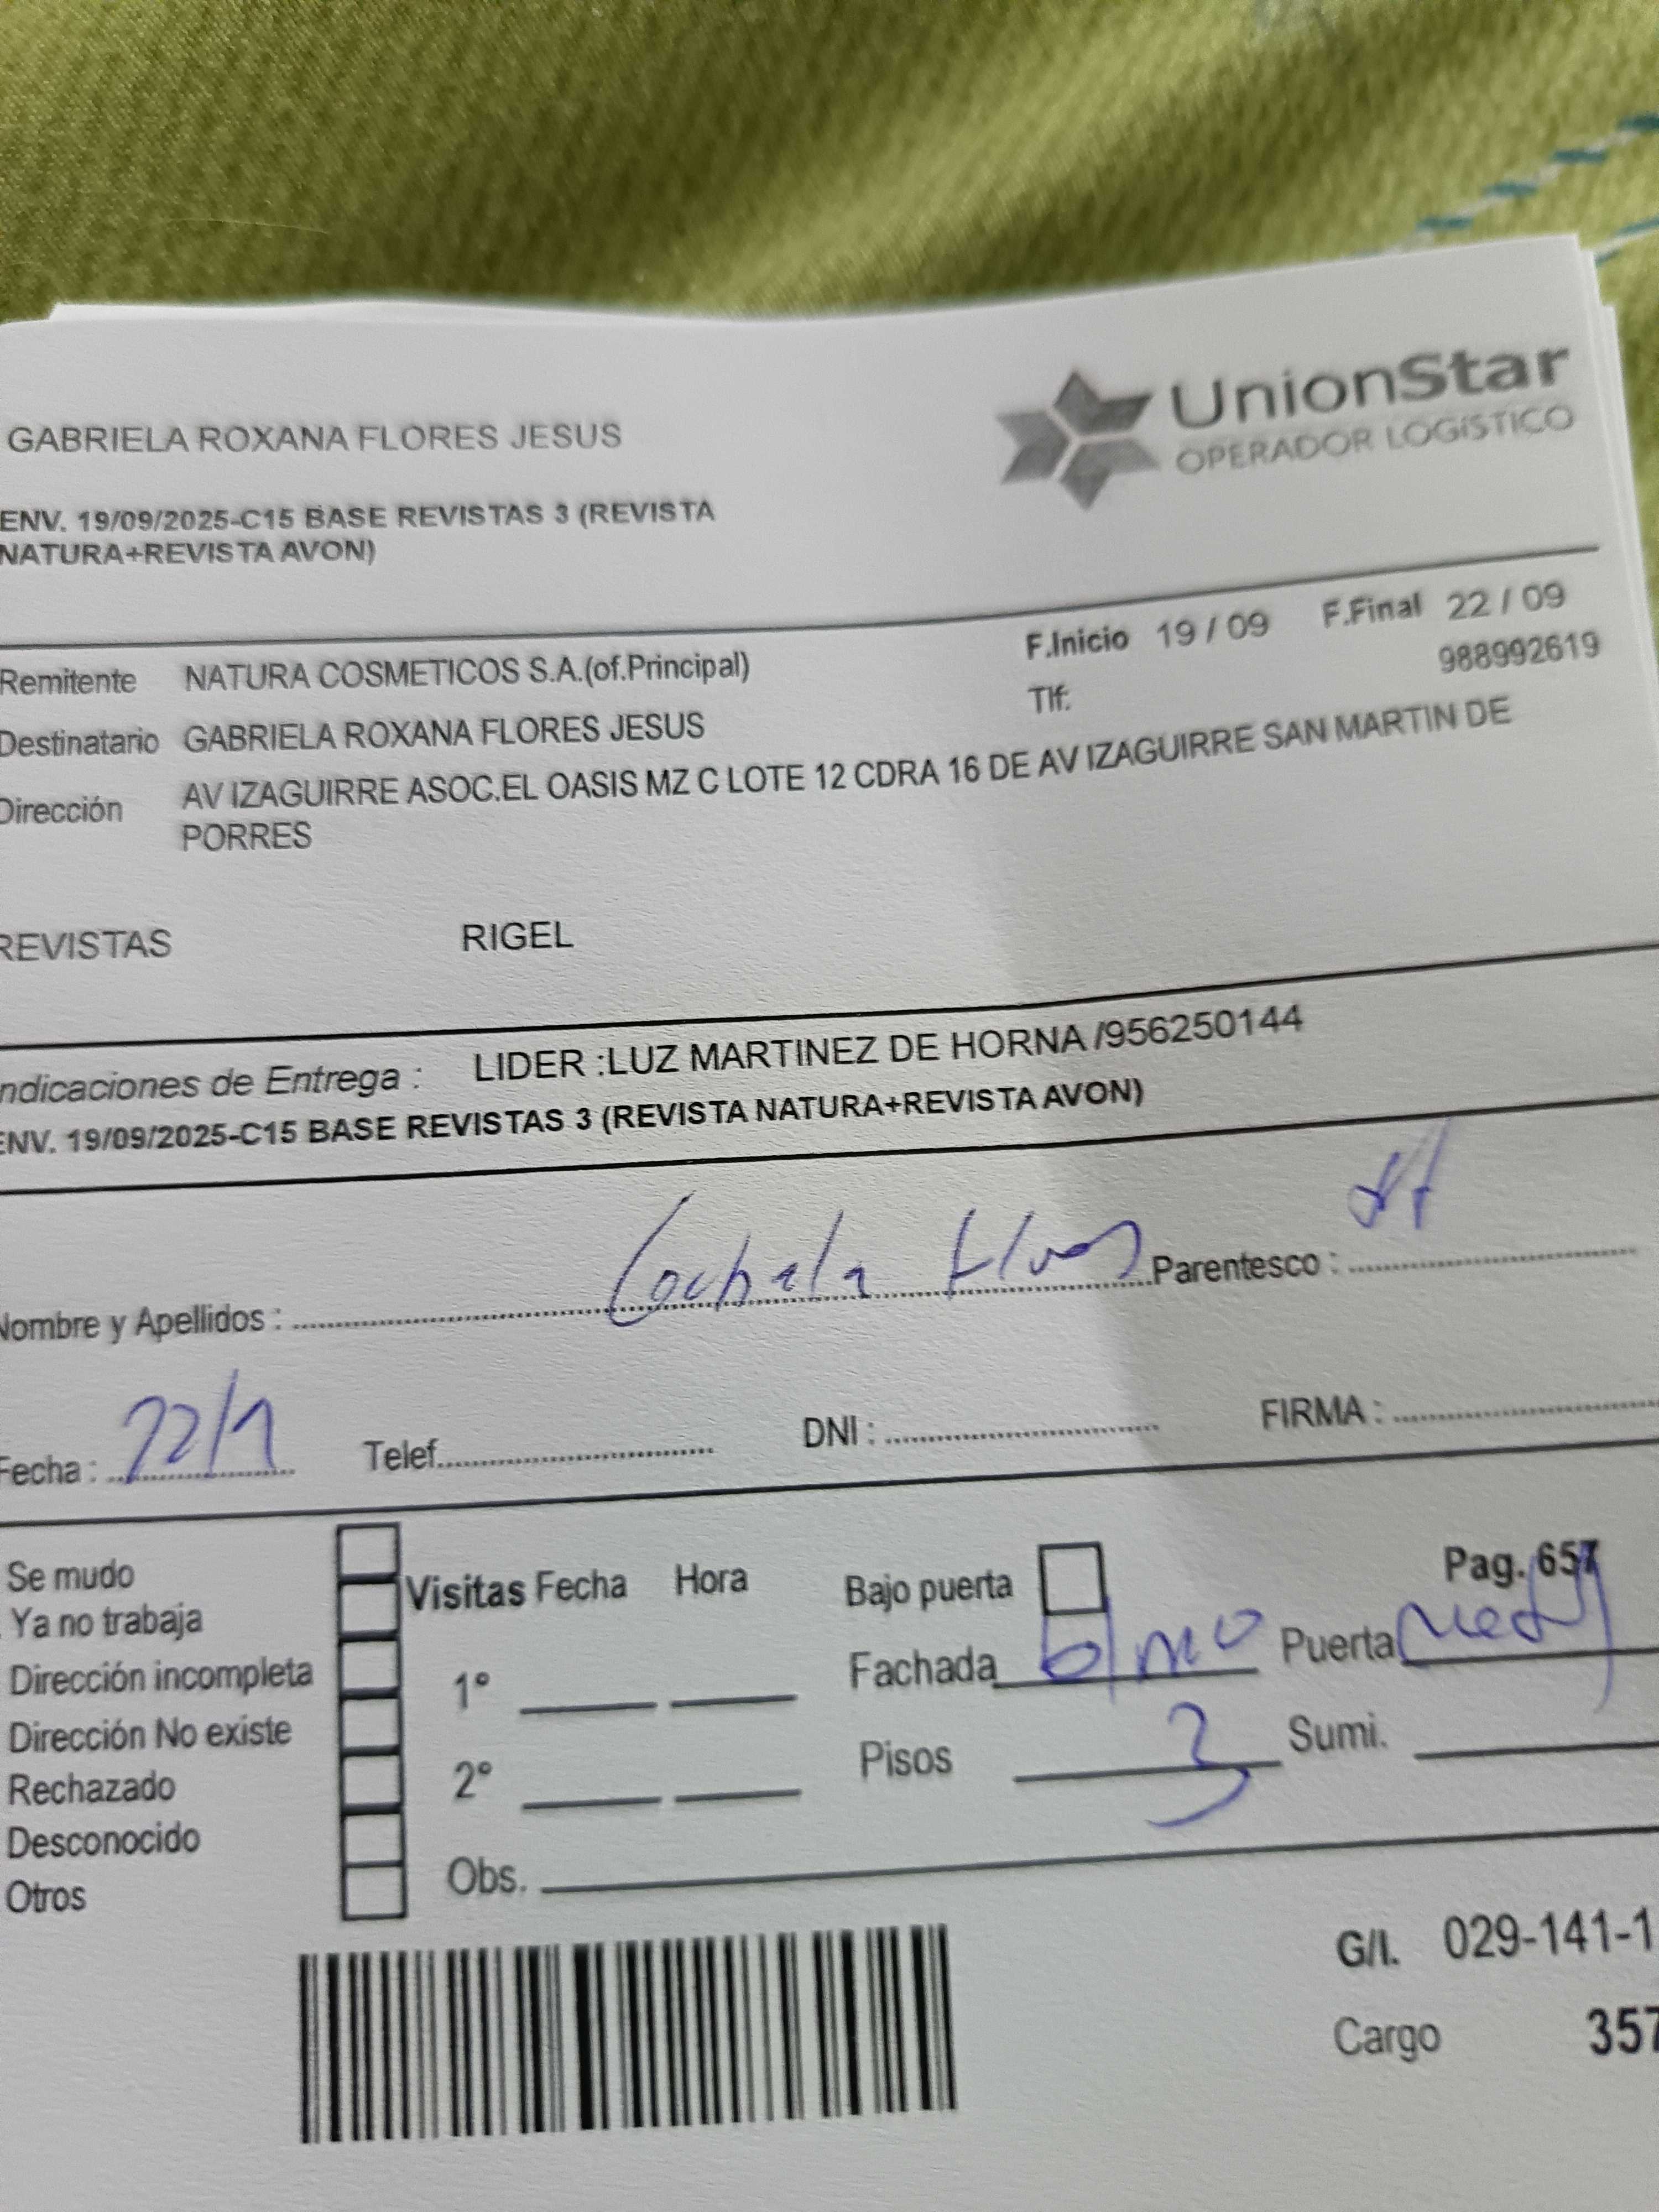 GABRIELA ROXANA FLORES JESUS
UnionStar
OPERADOR LOGÍSTICO
ENV. 19/09/2025-C15 BASE REVISTAS 3 (REVISTA
NATURA+REVISTA AVON)
F.Inicio 19 / 09 F.Final 22 / 09
Remitente NATURA COSMETICOS S.A.(of.Principal)
Tlf: 988992619
Destinatario GABRIELA ROXANA FLORES JESUS
Dirección AV IZAGUIRRE ASOC.EL OASIS MZ C LOTE 12 CDRA 16 DE AV IZAGUIRRE SAN MARTIN DE
PORRES
REVISTAS RIGEL
Indicaciones de Entrega : LIDER :LUZ MARTINEZ DE HORNA /956250144
ENV. 19/09/2025-C15 BASE REVISTAS 3 (REVISTA NATURA+REVISTA AVON)
Nombre y Apellidos : Parentesco :
Fecha : 22/9 Telef. DNI : FIRMA :
Se mudo
Ya no trabaja
Dirección incompleta
Dirección No existe
Rechazado
Desconocido
Otros
Visitas Fecha Hora
1°
2°
Obs.
Bajo puerta Pag. 657
Fachada Puerta
Pisos 3 Sumi.
G/I. 029-141-1
Cargo 357